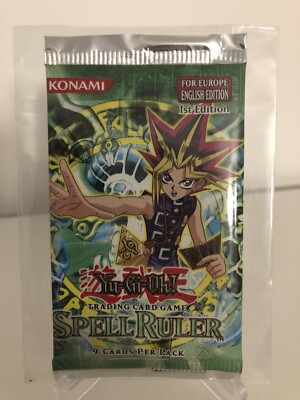 KONAMI
FOR EUROPE
ENGLISH EDITION
1st Edition
遊戯王
Yu-Gi-Oh!
TRADING CARD GAME
SPELL RULER
9 CARDS PER PACK